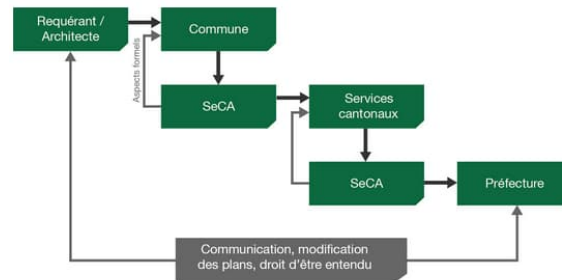 Requérant /
Architecte
Commune
Aspects formels
SeCA
Services
cantonaux
SeCA
Préfecture
Communication, modification
des plans, droit d'être entendu